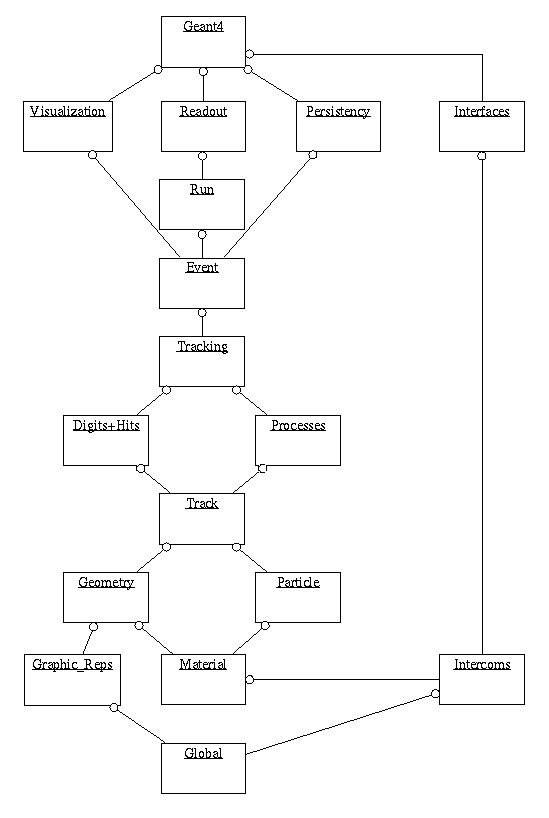 Geant4
Visualization
Readout
Persistency
Interfaces
Run
Event
Tracking
Digits+Hits
Processes
Track
Geometry
Particle
Graphic_Reps
Material
Intercoms
Global